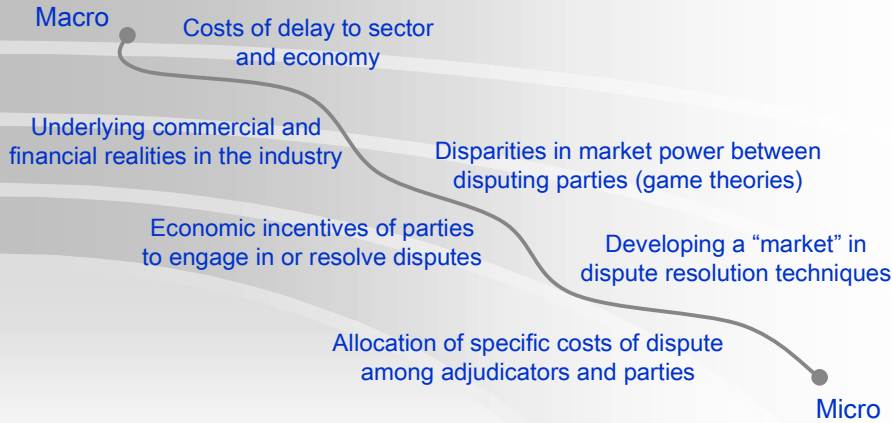 Macro
Costs of delay to sector
and economy
Underlying commercial and
financial realities in the industry
Disparities in market power between
disputing parties (game theories)
Economic incentives of parties
to engage in or resolve disputes
Developing a “market” in
dispute resolution techniques
Allocation of specific costs of dispute
among adjudicators and parties
Micro